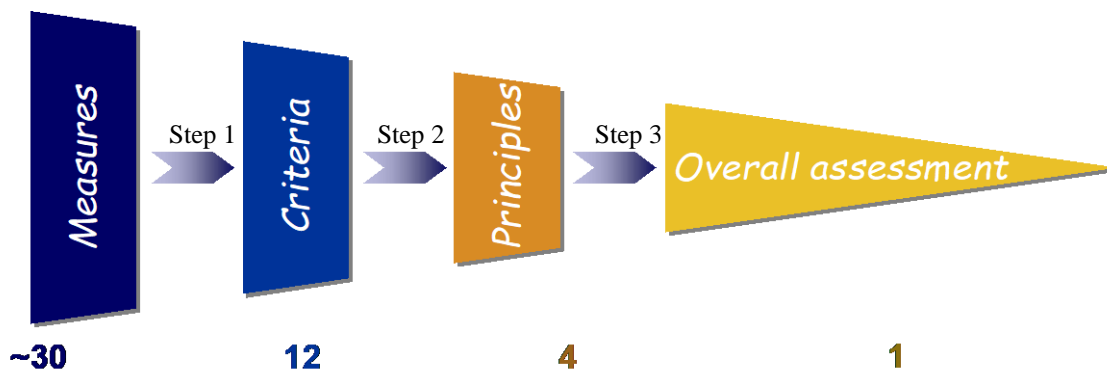 Measures
Step 1
Criteria
Step 2
Principles
Step 3
Overall assessment
~30
12
4
1